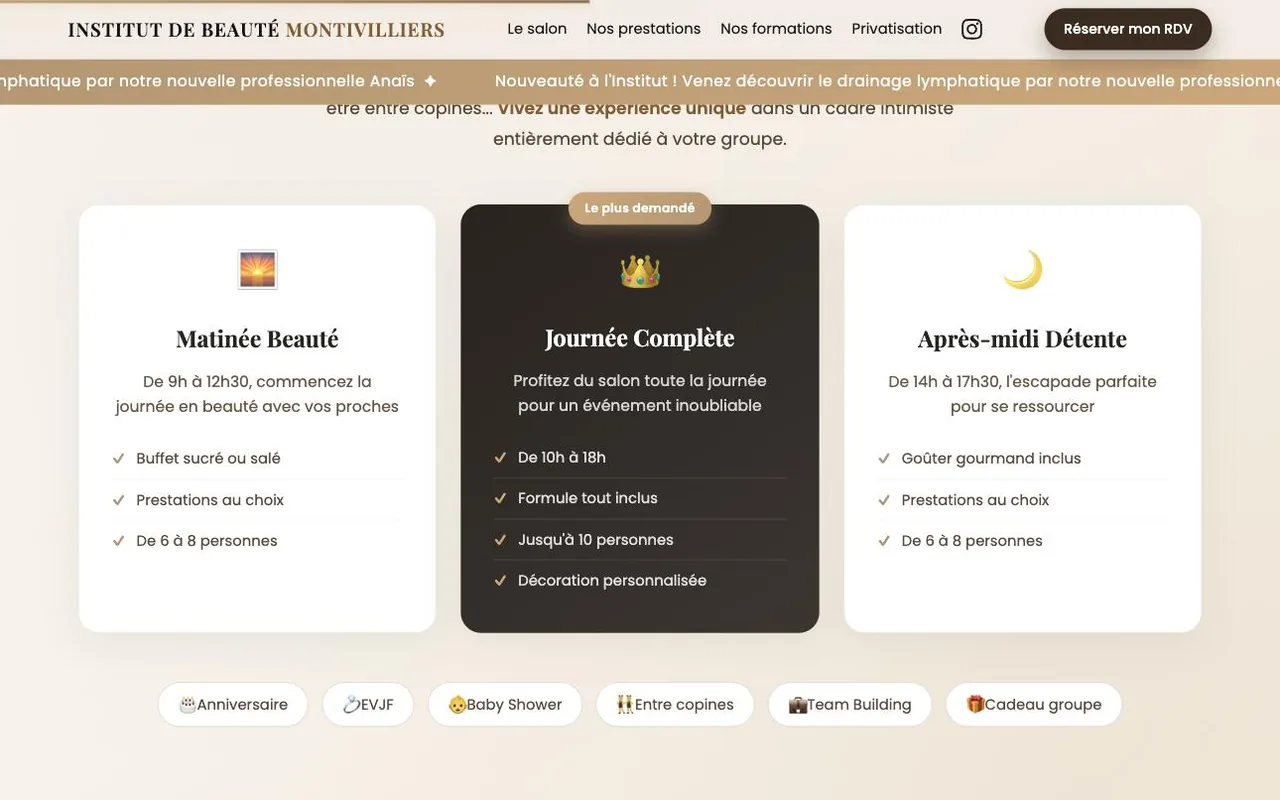 INSTITUT DE BEAUTÉ MONTIVILLIERS
Le salon
Nos prestations
Nos formations
Privatisation
Réserver mon RDV
mphatique par notre nouvelle professionnelle Anaïs ✦ Nouveauté à l'Institut ! Venez découvrir le drainage lymphatique par notre nouvelle professionne
être entre copines... Vivez une expérience unique dans un cadre intimiste
entièrement dédié à votre groupe.
Matinée Beauté
De 9h à 12h30, commencez la
journée en beauté avec vos proches
Buffet sucré ou salé
Prestations au choix
De 6 à 8 personnes
Le plus demandé
Journée Complète
Profitez du salon toute la journée
pour un événement inoubliable
De 10h à 18h
Formule tout inclus
Jusqu'à 10 personnes
Décoration personnalisée
Après-midi Détente
De 14h à 17h30, l'escapade parfaite
pour se ressourcer
Goûter gourmand inclus
Prestations au choix
De 6 à 8 personnes
Anniversaire
EVJF
Baby Shower
Entre copines
Team Building
Cadeau groupe